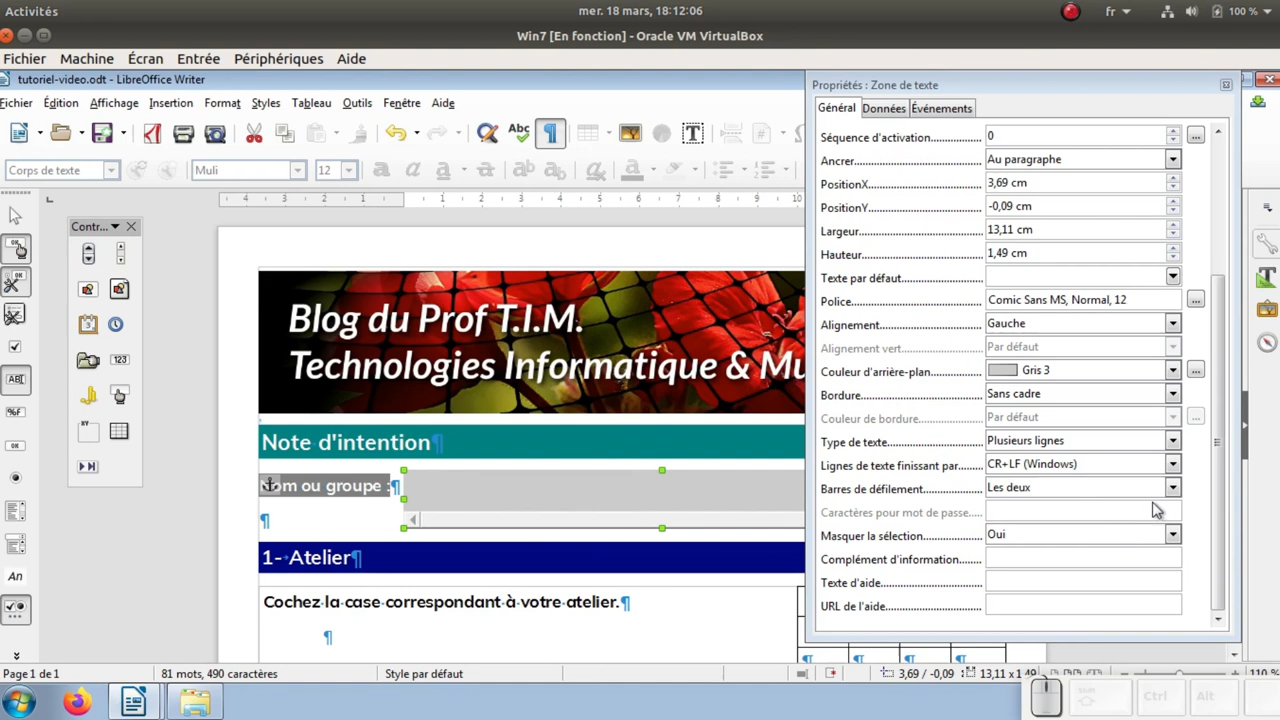 Activités
mer. 18 mars, 18:12:06
fr
100 %
Win7 [En fonction] - Oracle VM VirtualBox
Fichier Machine Écran Entrée Périphériques Aide
tutoriel-video.odt - LibreOffice Writer
Fichier Édition Affichage Insertion Format Styles Tableau Outils Fenêtre Aide
Corps de texte
Muli
12
Contr...
Blog du Prof T.I.M.
Technologies Informatique & Mu
Note d'intention¶
Nom ou groupe :¶
¶
1- Atelier¶
Cochez la case correspondant à votre atelier.¶
¶
Propriétés : Zone de texte
Général Données Événements
Séquence d'activation 0
Ancrer Au paragraphe
PositionX 3,69 cm
PositionY -0,09 cm
Largeur 13,11 cm
Hauteur 1,49 cm
Texte par défaut
Police Comic Sans MS, Normal, 12
Alignement Gauche
Alignement vert. Par défaut
Couleur d'arrière-plan Gris 3
Bordure Sans cadre
Couleur de bordure Par défaut
Type de texte Plusieurs lignes
Lignes de texte finissant par CR+LF (Windows)
Barres de défilement Les deux
Caractères pour mot de passe
Masquer la sélection Oui
Complément d'information
Texte d'aide
URL de l'aide
Page 1 de 1
81 mots, 490 caractères
Style par défaut
3,69 / -0,09
13,11 x 1,49
110 %
Ctrl
Alt